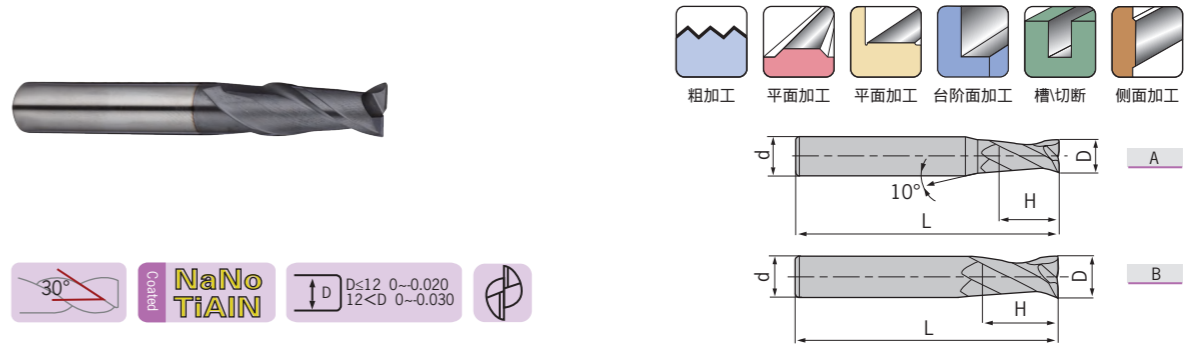 粗加工
平面加工
平面加工
台阶面加工
槽\切断
侧面加工
d
10°
H
L
D
A
d
H
L
D
B
30°
Coated
NaNo
TiAlN
D
D≤12 0~-0.020
12<D 0~-0.030